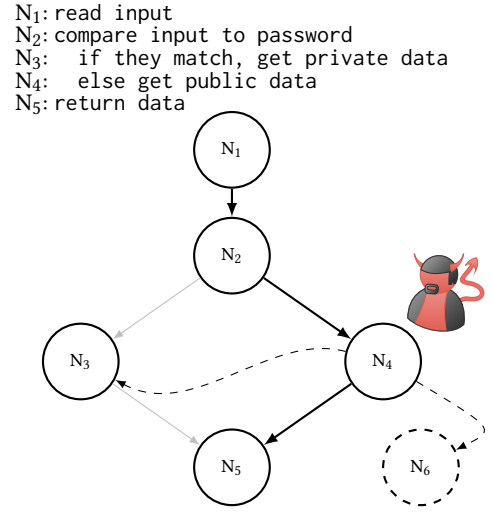 N₁: read input
N₂: compare input to password
N₃: if they match, get private data
N₄: else get public data
N₅: return data
N₁
N₂
N₃
N₄
N₅
N₆